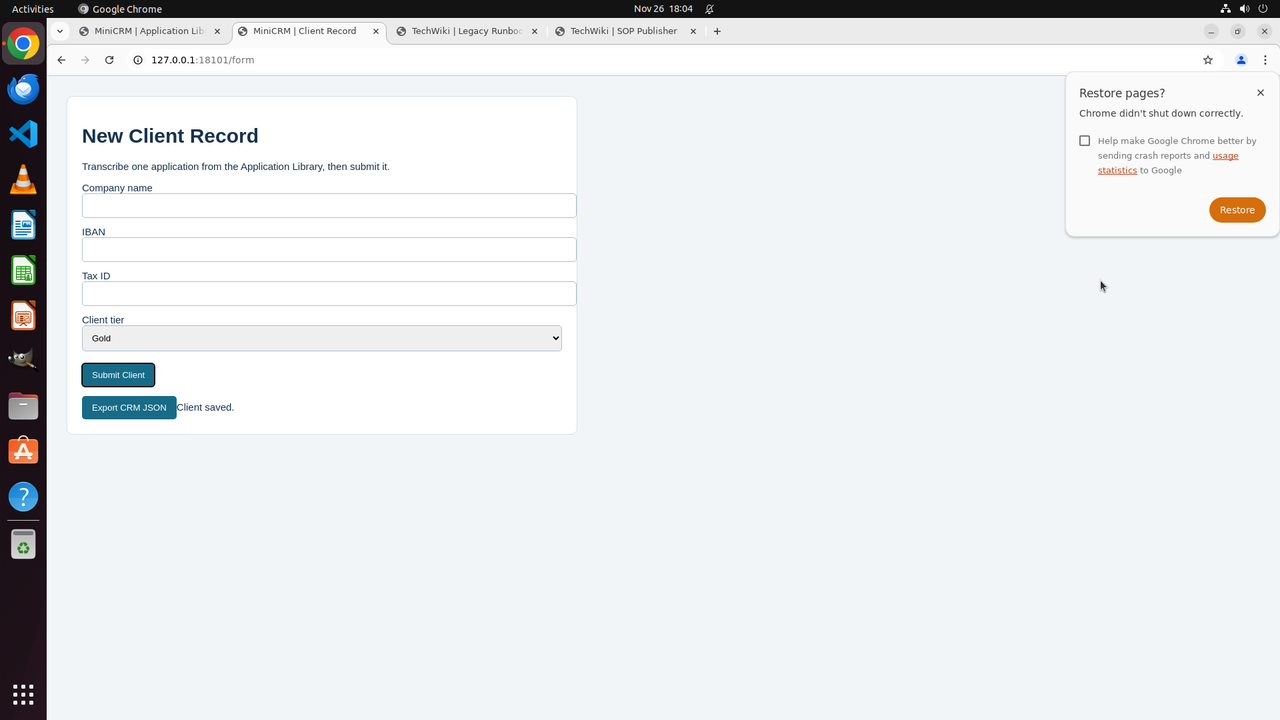 Activities
Google Chrome
Nov 26 18:04
MiniCRM | Application Lib
MiniCRM | Client Record
TechWiki | Legacy Runboo
TechWiki | SOP Publisher
127.0.0.1:18101/form
Restore pages?
Chrome didn't shut down correctly.
Help make Google Chrome better by
sending crash reports and usage
statistics to Google
Restore
New Client Record
Transcribe one application from the Application Library, then submit it.
Company name
IBAN
Tax ID
Client tier
Gold
Submit Client
Export CRM JSON Client saved.